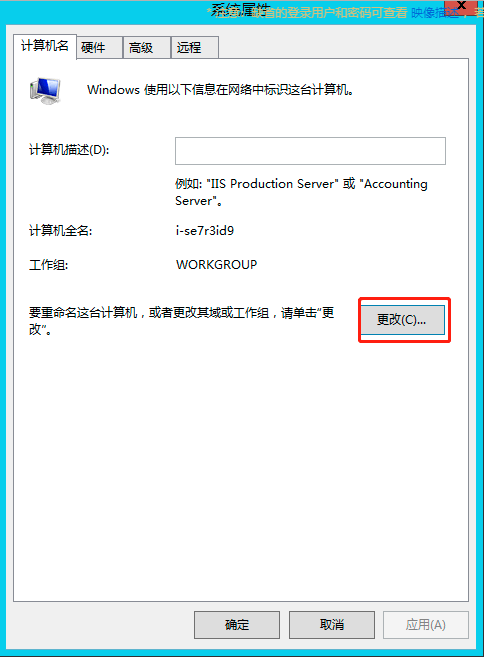 系统属性
者的登录用户和密码可查看 映像描述
X
计算机名 硬件 高级 远程
Windows 使用以下信息在网络中标识这台计算机。
计算机描述(D):
例如: "IIS Production Server" 或 "Accounting
Server"。
计算机全名: i-se7r3id9
工作组: WORKGROUP
要重命名这台计算机，或者更改其域或工作组，请单击"更
改"。
更改(C)...
确定 取消 应用(A)